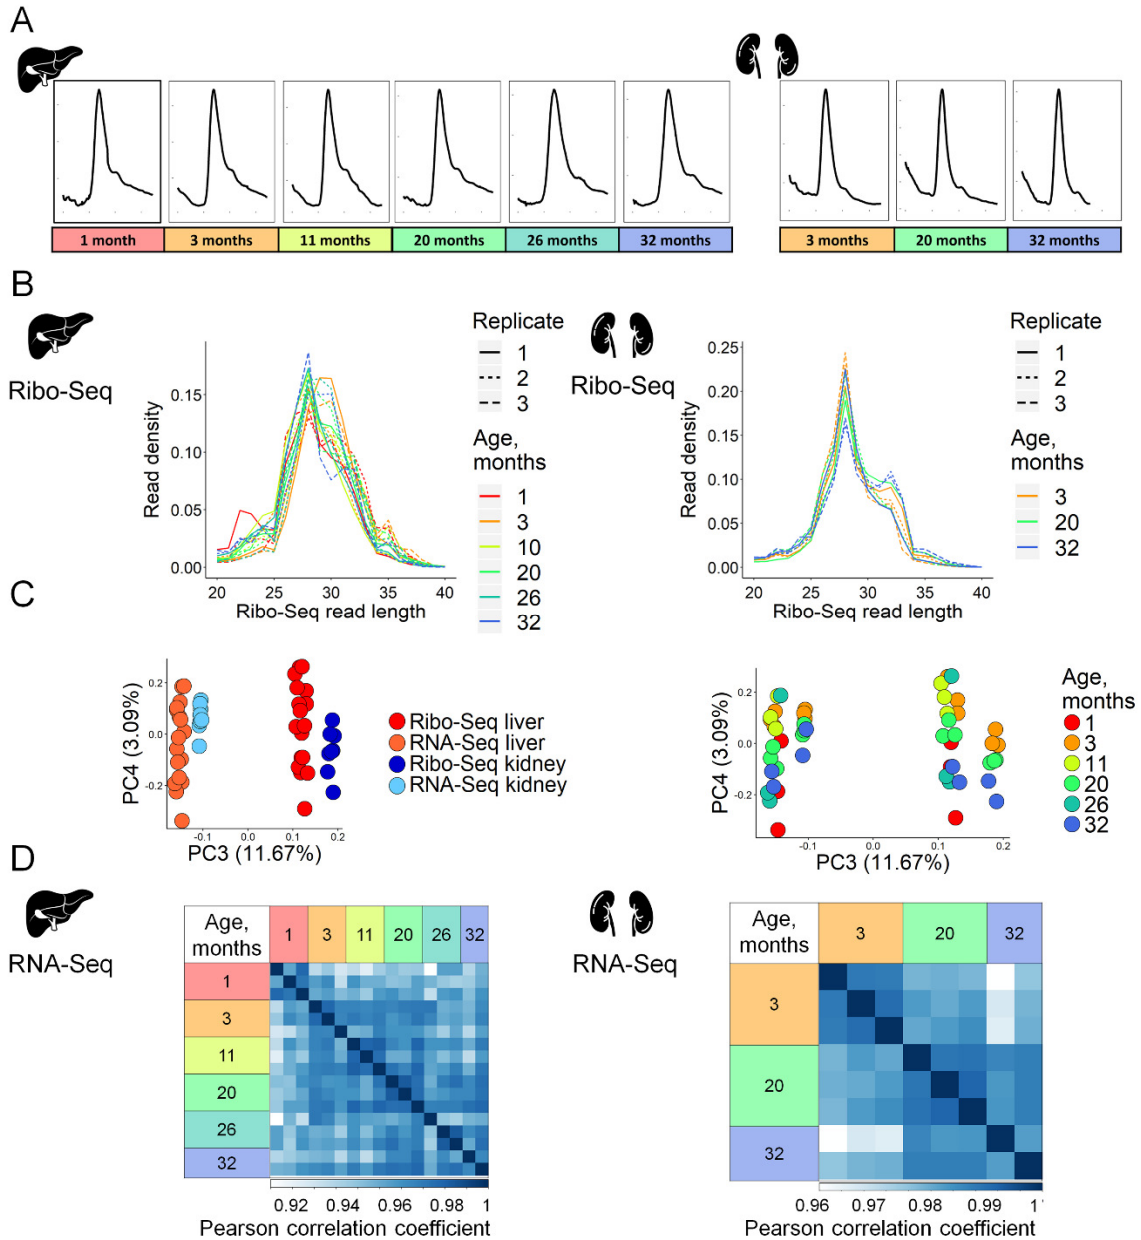 A
1 month 3 months 11 months 20 months 26 months 32 months
3 months 20 months 32 months
B
Ribo-Seq
Read density
0.15
0.10
0.05
0.00
20 25 30 35 40
Ribo-Seq read length
Replicate
1
2
3
Age,
months
1
3
10
20
26
32
Ribo-Seq
Read density
0.25
0.20
0.15
0.10
0.05
0.00
20 25 30 35 40
Ribo-Seq read length
Replicate
1
2
3
Age,
months
3
20
32
C
PC4 (3.09%)
0.2
0.0
-0.2
-0.1 0.0 0.1 0.2
PC3 (11.67%)
Ribo-Seq liver
RNA-Seq liver
Ribo-Seq kidney
RNA-Seq kidney
PC4 (3.09%)
0.2
0.0
-0.2
-0.1 0.0 0.1 0.2
PC3 (11.67%)
Age,
months
1
3
11
20
26
32
D
RNA-Seq
Age,
months
1 3 11 20 26 32
1
3
11
20
26
32
0.92 0.94 0.96 0.98 1
Pearson correlation coefficient
RNA-Seq
Age,
months
3 20 32
3
20
32
0.96 0.97 0.98 0.99 1
Pearson correlation coefficient